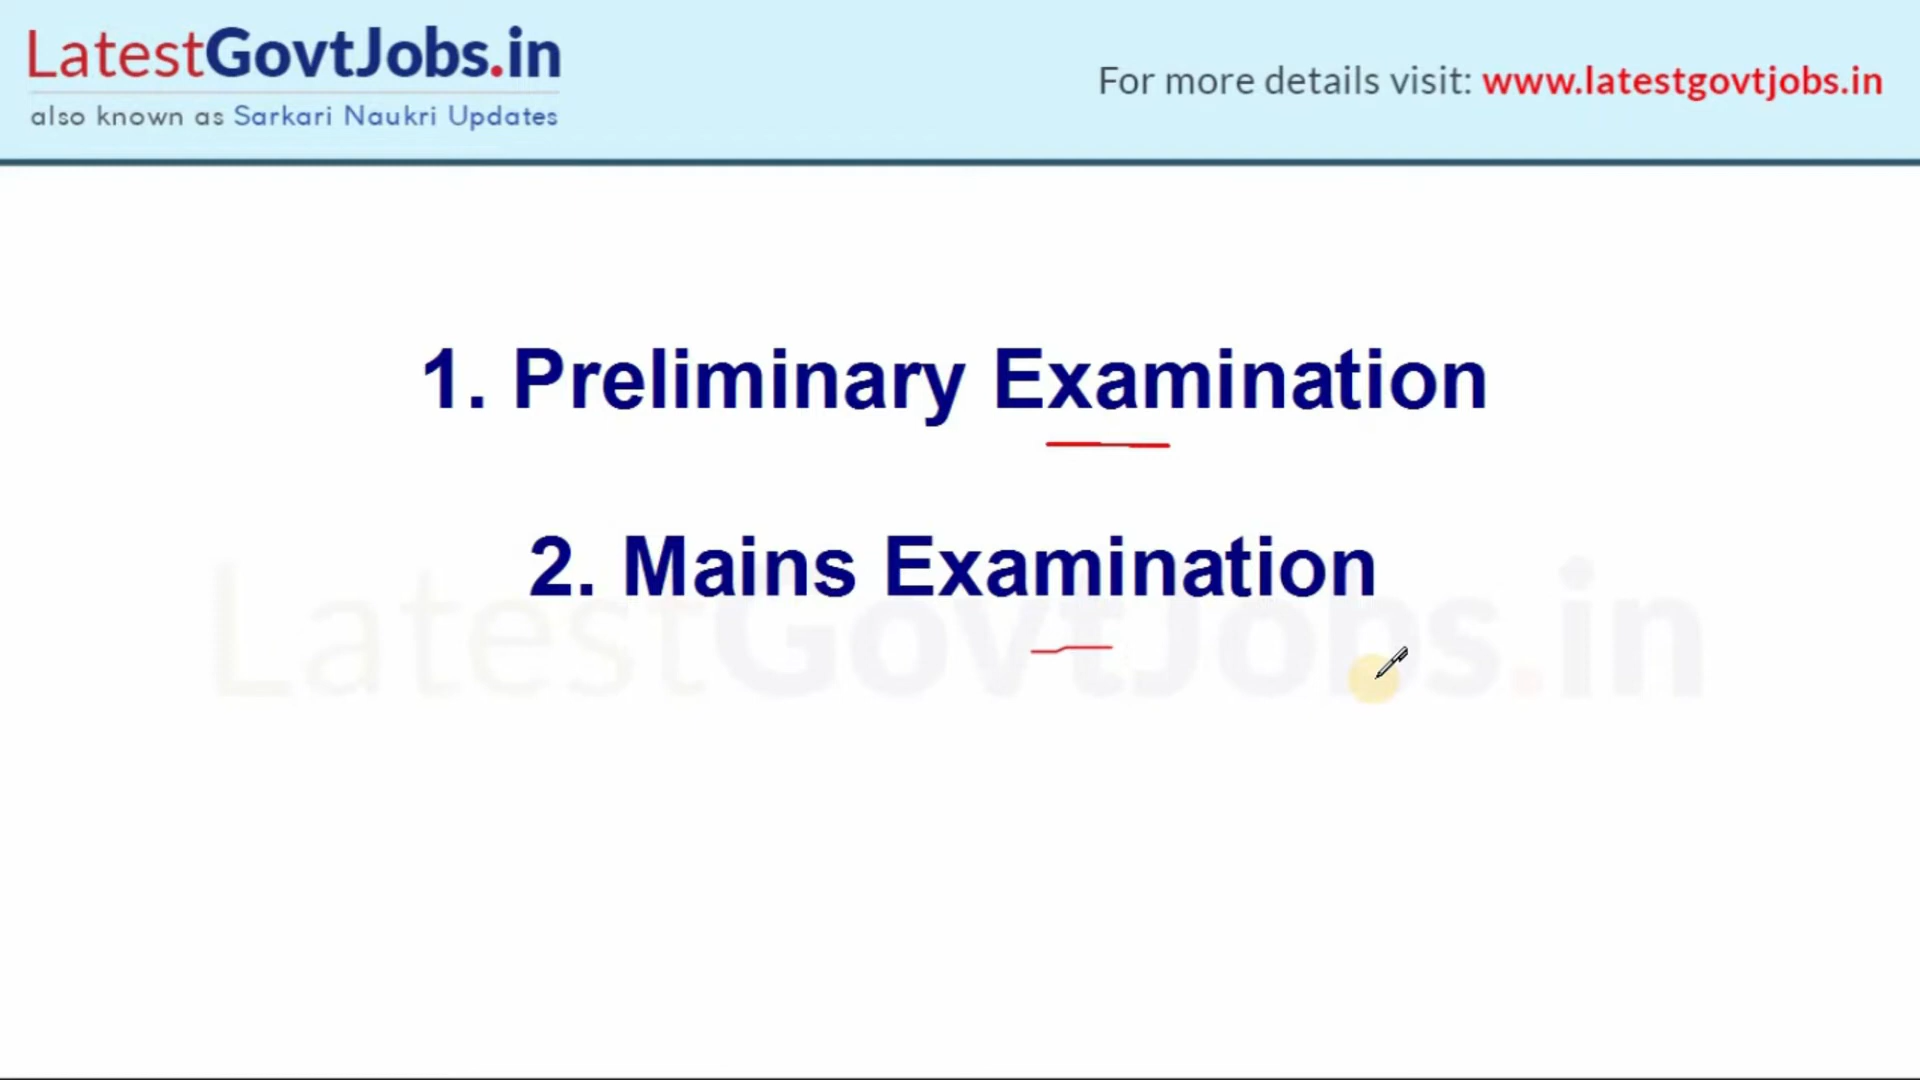 LatestGovtJobs.in
also known as Sarkari Naukri Updates
For more details visit: www.latestgovtjobs.in
1. Preliminary Examination
2. Mains Examination
LatestGovtJobs.in